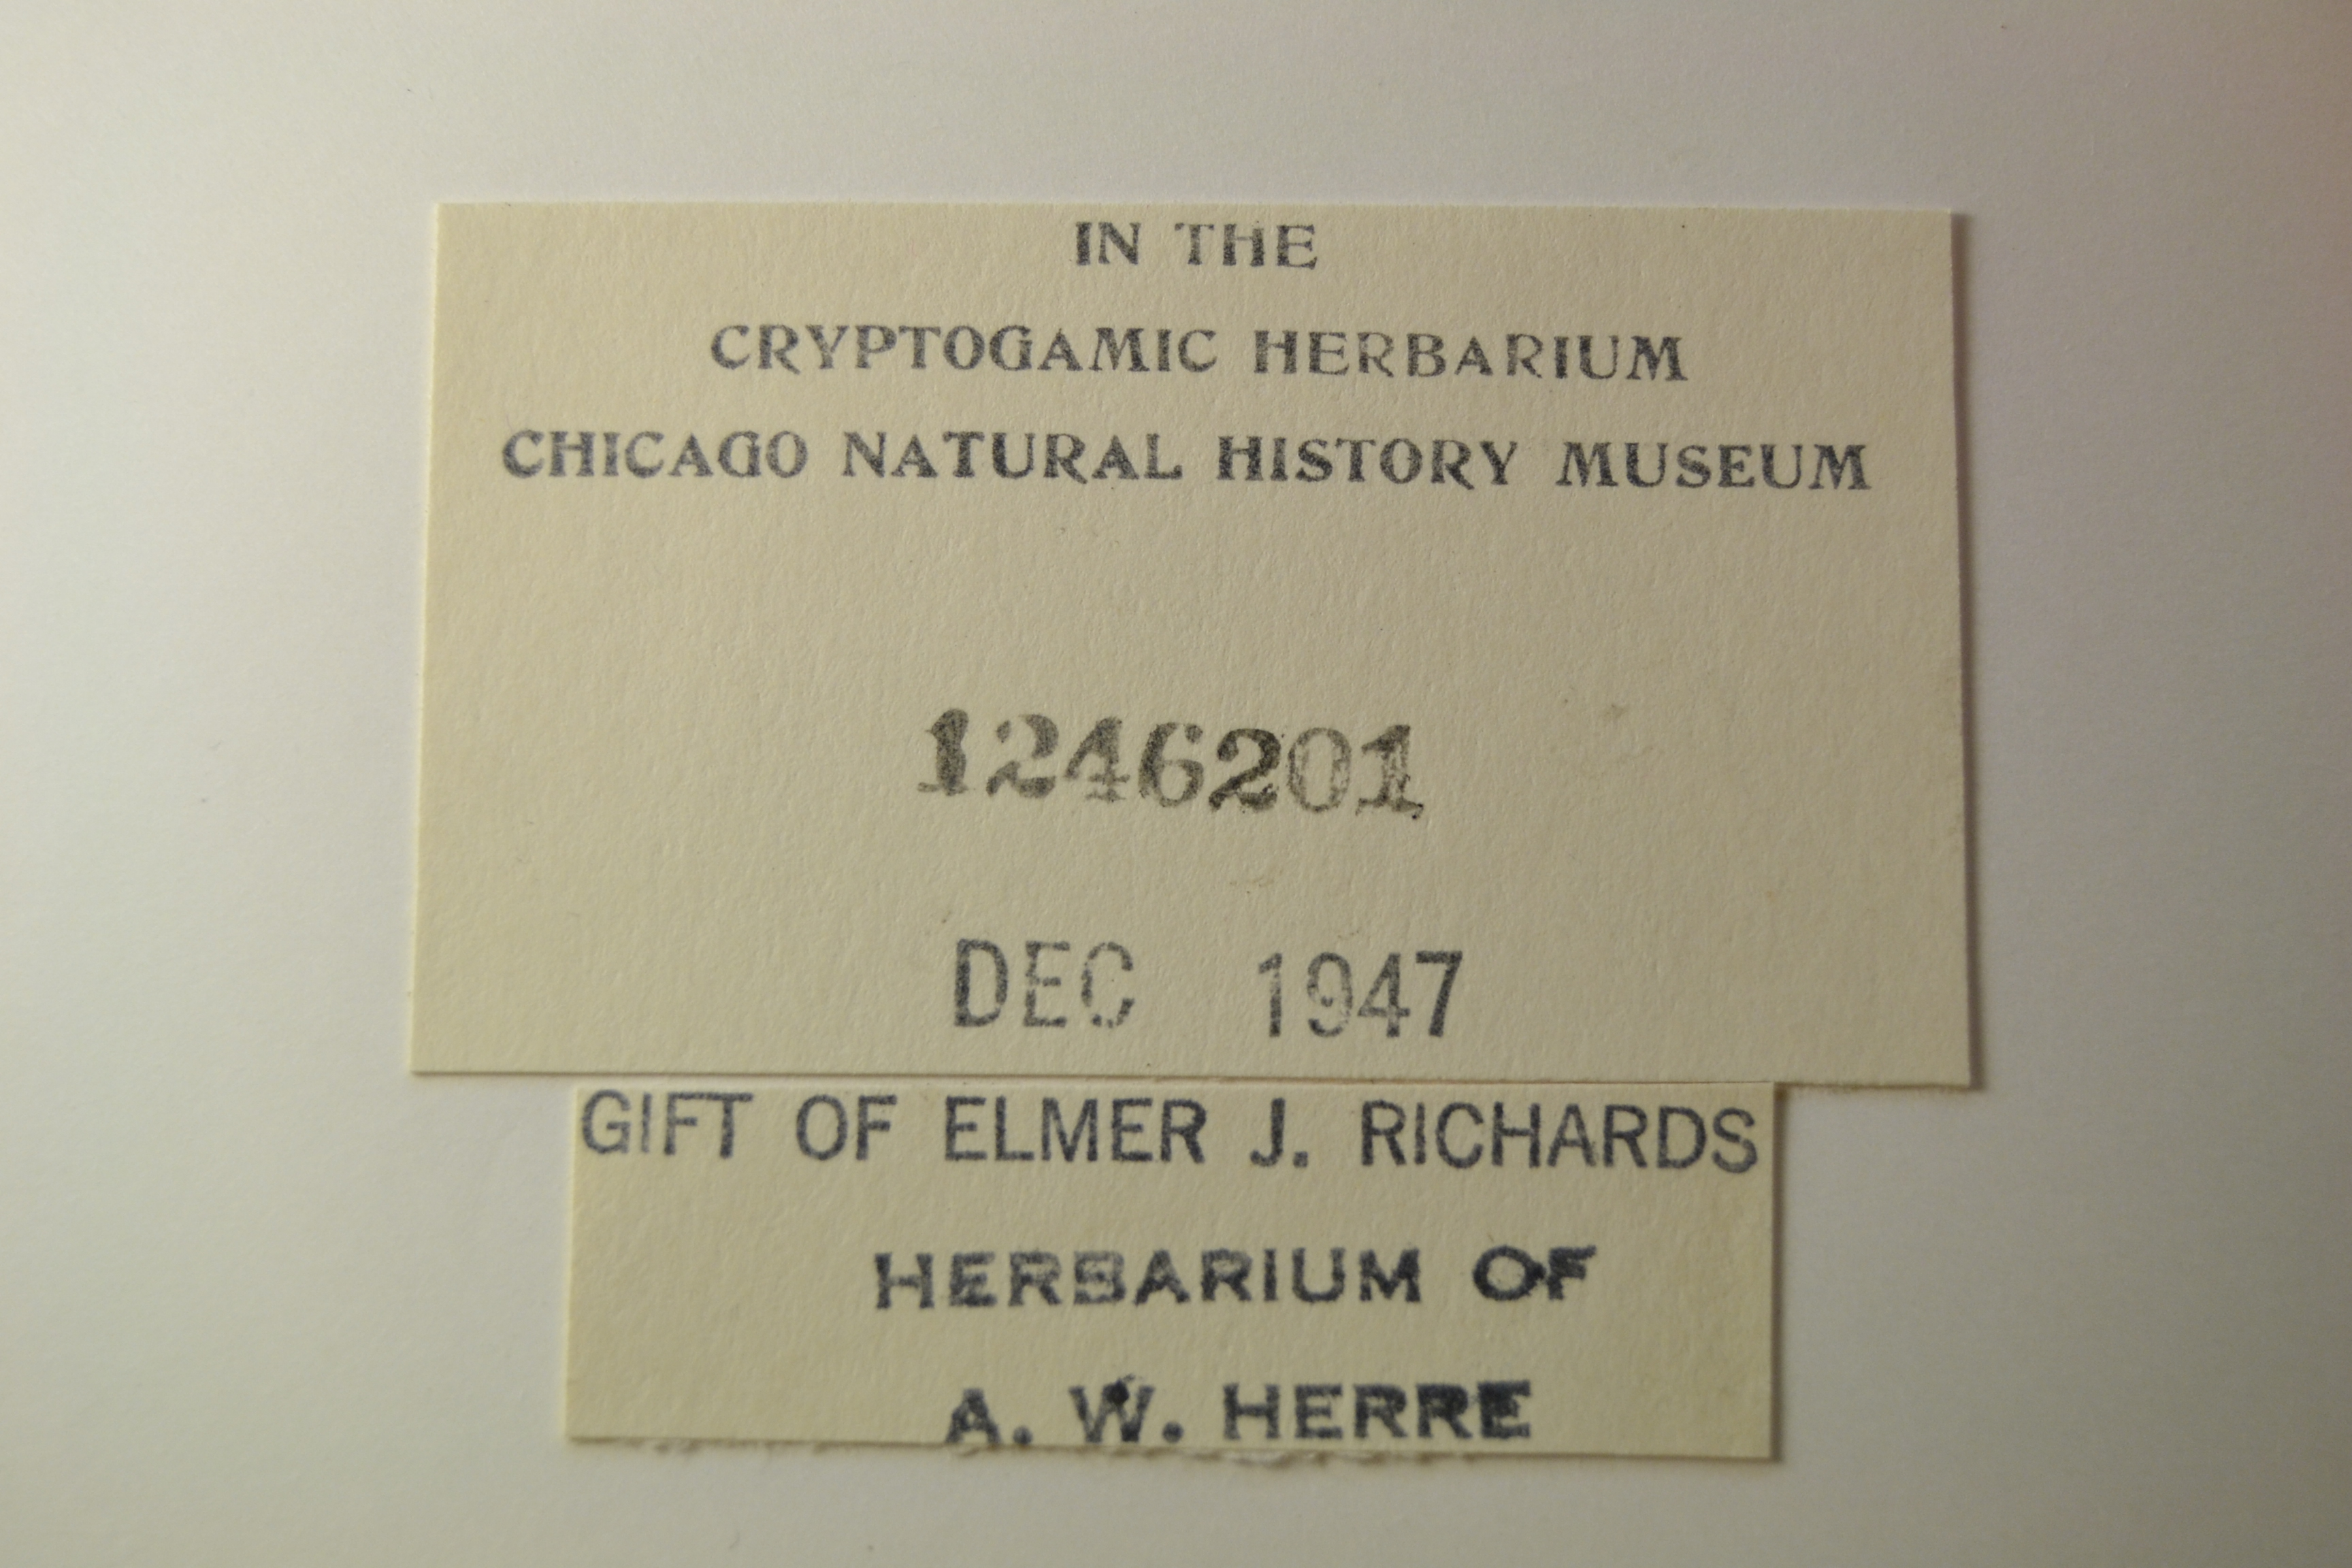 IN THE
CRYPTOGAMIC HERBARIUM
CHICAGO NATURAL HISTORY MUSEUM
1246201
DEC 1947
GIFT OF ELMER J. RICHARDS
HERBARIUM OF
A. W. HERRE